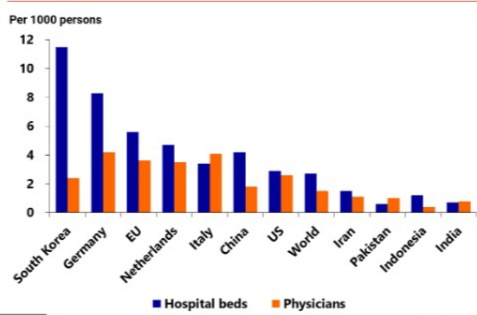 Per 1000 persons
12
10
8
6
4
2
0
South Korea
Germany
EU
Netherlands
Italy
China
US
World
Iran
Pakistan
Indonesia
India
Hospital beds
Physicians